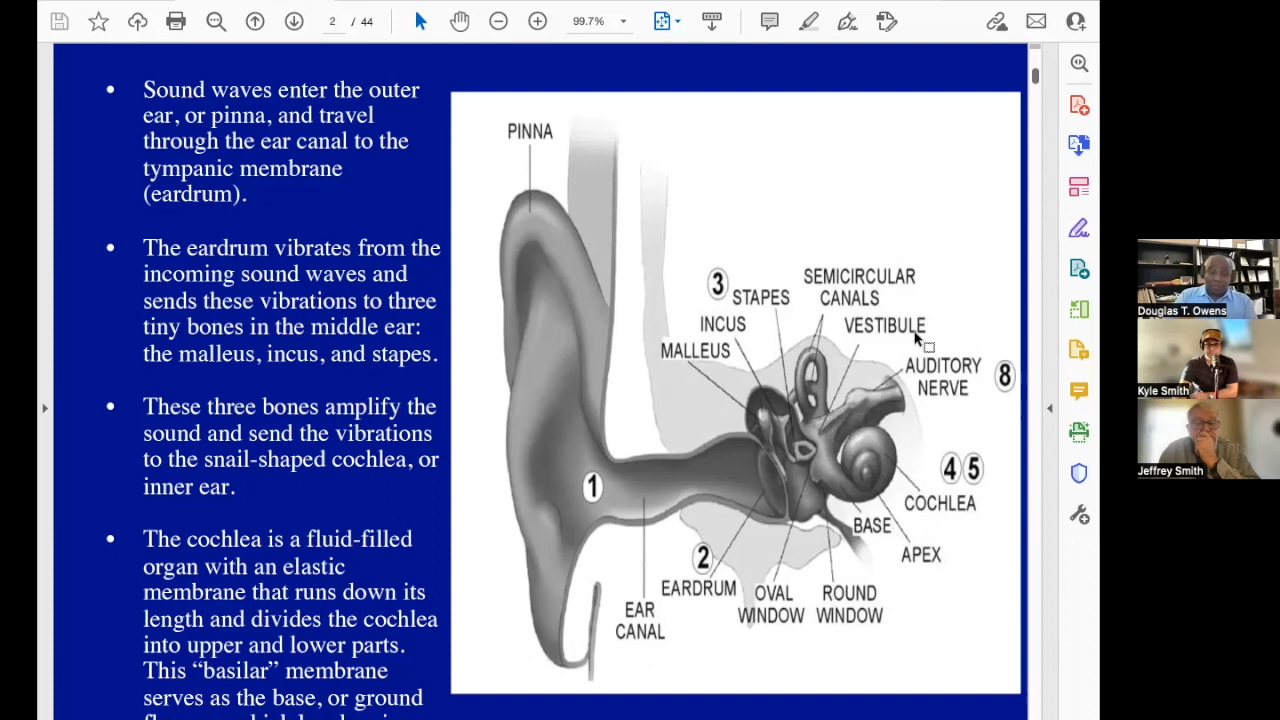 2 / 44
99.7%
• Sound waves enter the outer
ear, or pinna, and travel
through the ear canal to the
tympanic membrane
(eardrum).
• The eardrum vibrates from the
incoming sound waves and
sends these vibrations to three
tiny bones in the middle ear:
the malleus, incus, and stapes.
• These three bones amplify the
sound and send the vibrations
to the snail-shaped cochlea, or
inner ear.
• The cochlea is a fluid-filled
organ with an elastic
membrane that runs down its
length and divides the cochlea
into upper and lower parts.
This “basilar” membrane
serves as the base, or ground
PINNA
SEMICIRCULAR
CANALS
3
STAPES
INCUS
VESTIBULE
MALLEUS
AUDITORY
NERVE
8
1
4 5
COCHLEA
BASE
APEX
2
EARDRUM
OVAL
WINDOW
ROUND
WINDOW
EAR
CANAL
Douglas T. Owens
Kyle Smith
Jeffrey Smith